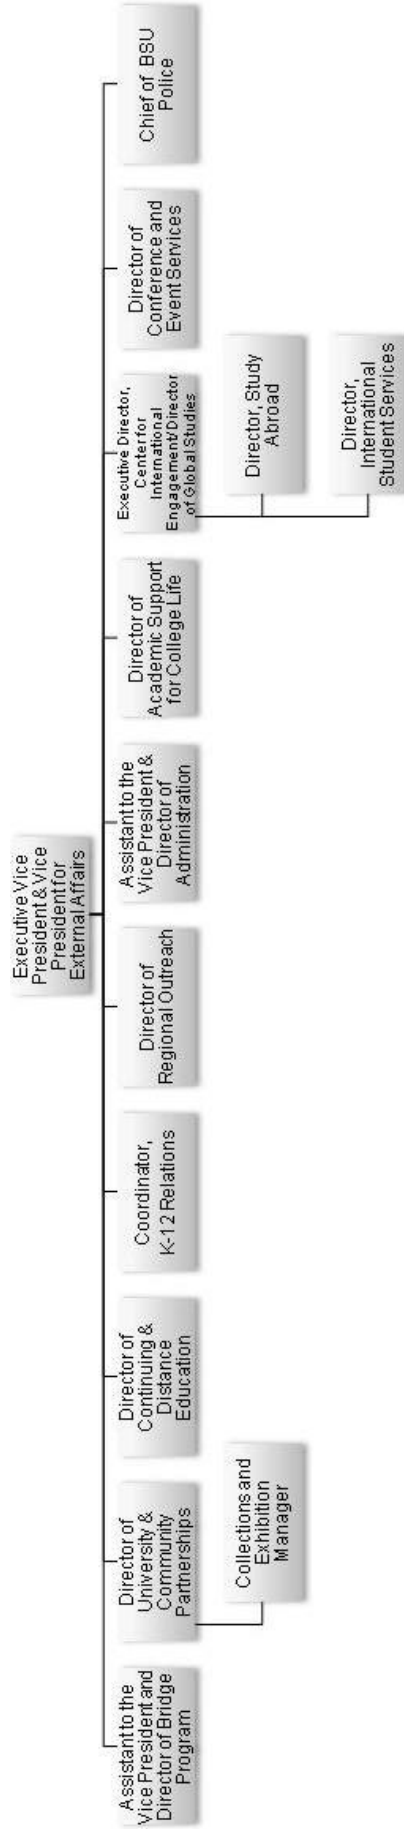 Executive Vice
President & Vice
President for
External Affairs
Assistant to the
Vice President and
Director of Bridge
Program
Director of
University &
Community
Partnerships
Director of
Continuing &
Distance
Education
Coordinator,
K-12 Relations
Director of
Regional Outreach
Assistant to the
Vice President &
Director of
Administration
Director of
Academic Support
for College Life
Executive Director,
Center for
International
Engagement/Director
of Global Studies
Director of
Conference and
Event Services
Chief of BSU
Police
Collections and
Exhibition
Manager
Director, Study
Abroad
Director,
International
Student Services